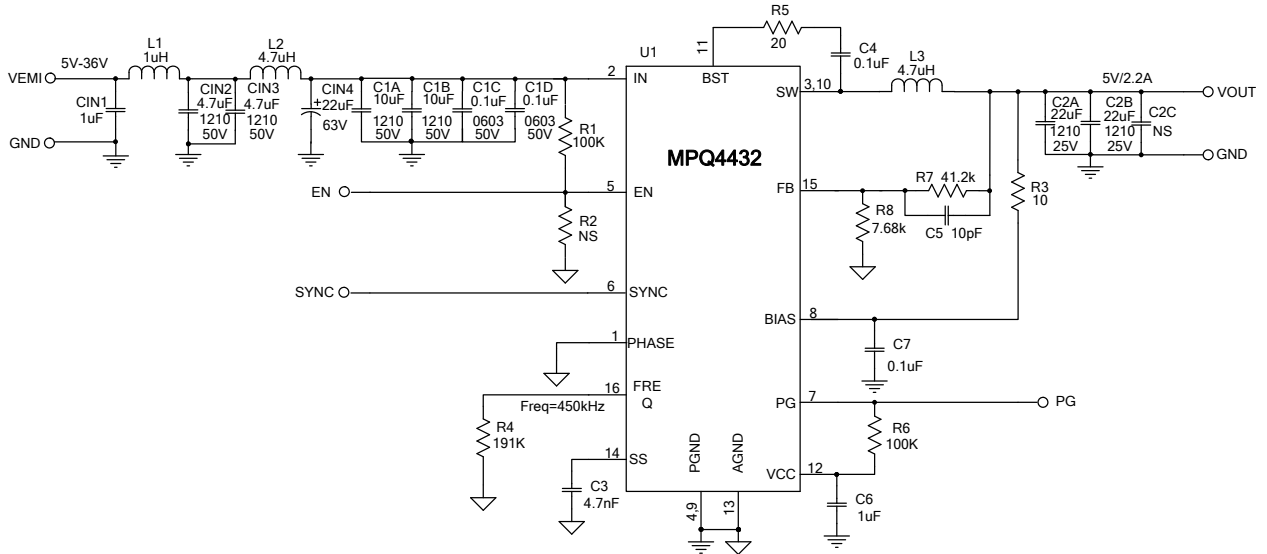 R5
20
11
BST
C4
0.1uF
U1
L1
1uH
5V-36V
VEMI
L2
4.7uH
CIN1
1uF
GND
CIN2
4.7uF
1210
50V
CIN3
4.7uF
1210
50V
CIN4
+
22uF
63V
C1A
10uF
1210
50V
C1B
10uF
1210
50V
C1C
0.1uF
0603
50V
C1D
0.1uF
0603
50V
2
IN
R1
100K
EN
5
EN
R2
NS
SYNC
6
SYNC
1
PHASE
16
FRE
Q
Freq=450kHz
R4
191K
14
SS
C3
4.7nF
MPQ4432
PGND
4,9
AGND
13
SW
3,10
L3
4.7uH
5V/2.2A
VOUT
C2A
22uF
1210
25V
C2B
22uF
1210
25V
C2C
NS
GND
FB
15
R7 41.2k
C5 10pF
R8
7.68k
R3
10
BIAS
8
C7
0.1uF
PG
7
PG
R6
100K
VCC
12
C6
1uF